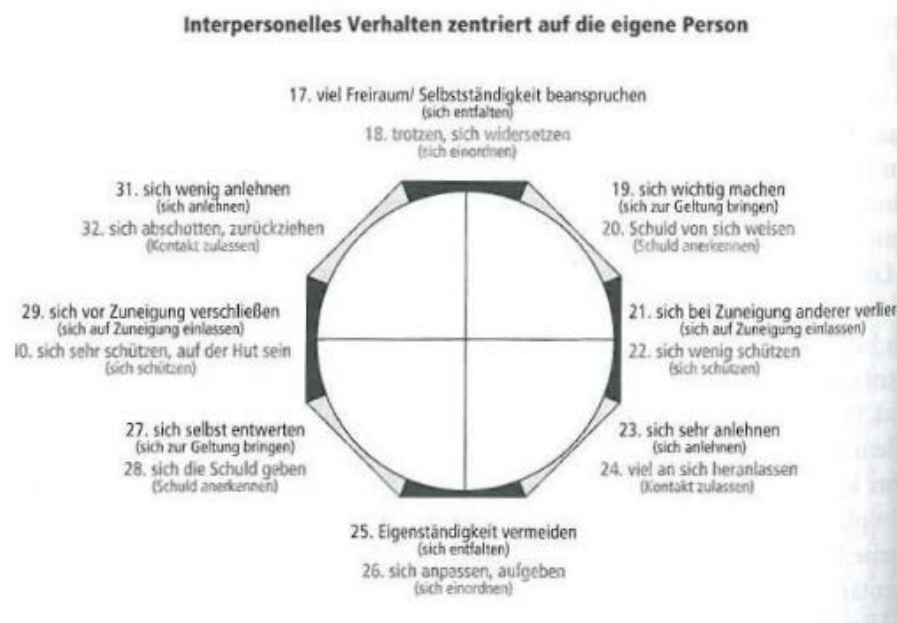 Interpersonelles Verhalten zentriert auf die eigene Person
17. viel Freiraum/ Selbstständigkeit beanspruchen
(sich entfalten)
18. trotzen, sich widersetzen
(sich einordnen)
31. sich wenig anlehnen
(sich anlehnen)
32. sich abschotten, zurückziehen
(Kontakt zulassen)
19. sich wichtig machen
(sich zur Geltung bringen)
20. Schuld von sich weisen
(Schuld anerkennen)
29. sich vor Zuneigung verschließen
(sich auf Zuneigung einlassen)
30. sich sehr schützen, auf der Hut sein
(sich schützen)
21. sich bei Zuneigung anderer verlier
(sich auf Zuneigung einlassen)
22. sich wenig schützen
(sich schützen)
27. sich selbst entwerten
(sich zur Geltung bringen)
28. sich die Schuld geben
(Schuld anerkennen)
23. sich sehr anlehnen
(sich anlehnen)
24. viel an sich heranlassen
(Kontakt zulassen)
25. Eigenständigkeit vermeiden
(sich entfalten)
26. sich anpassen, aufgeben
(sich einordnen)